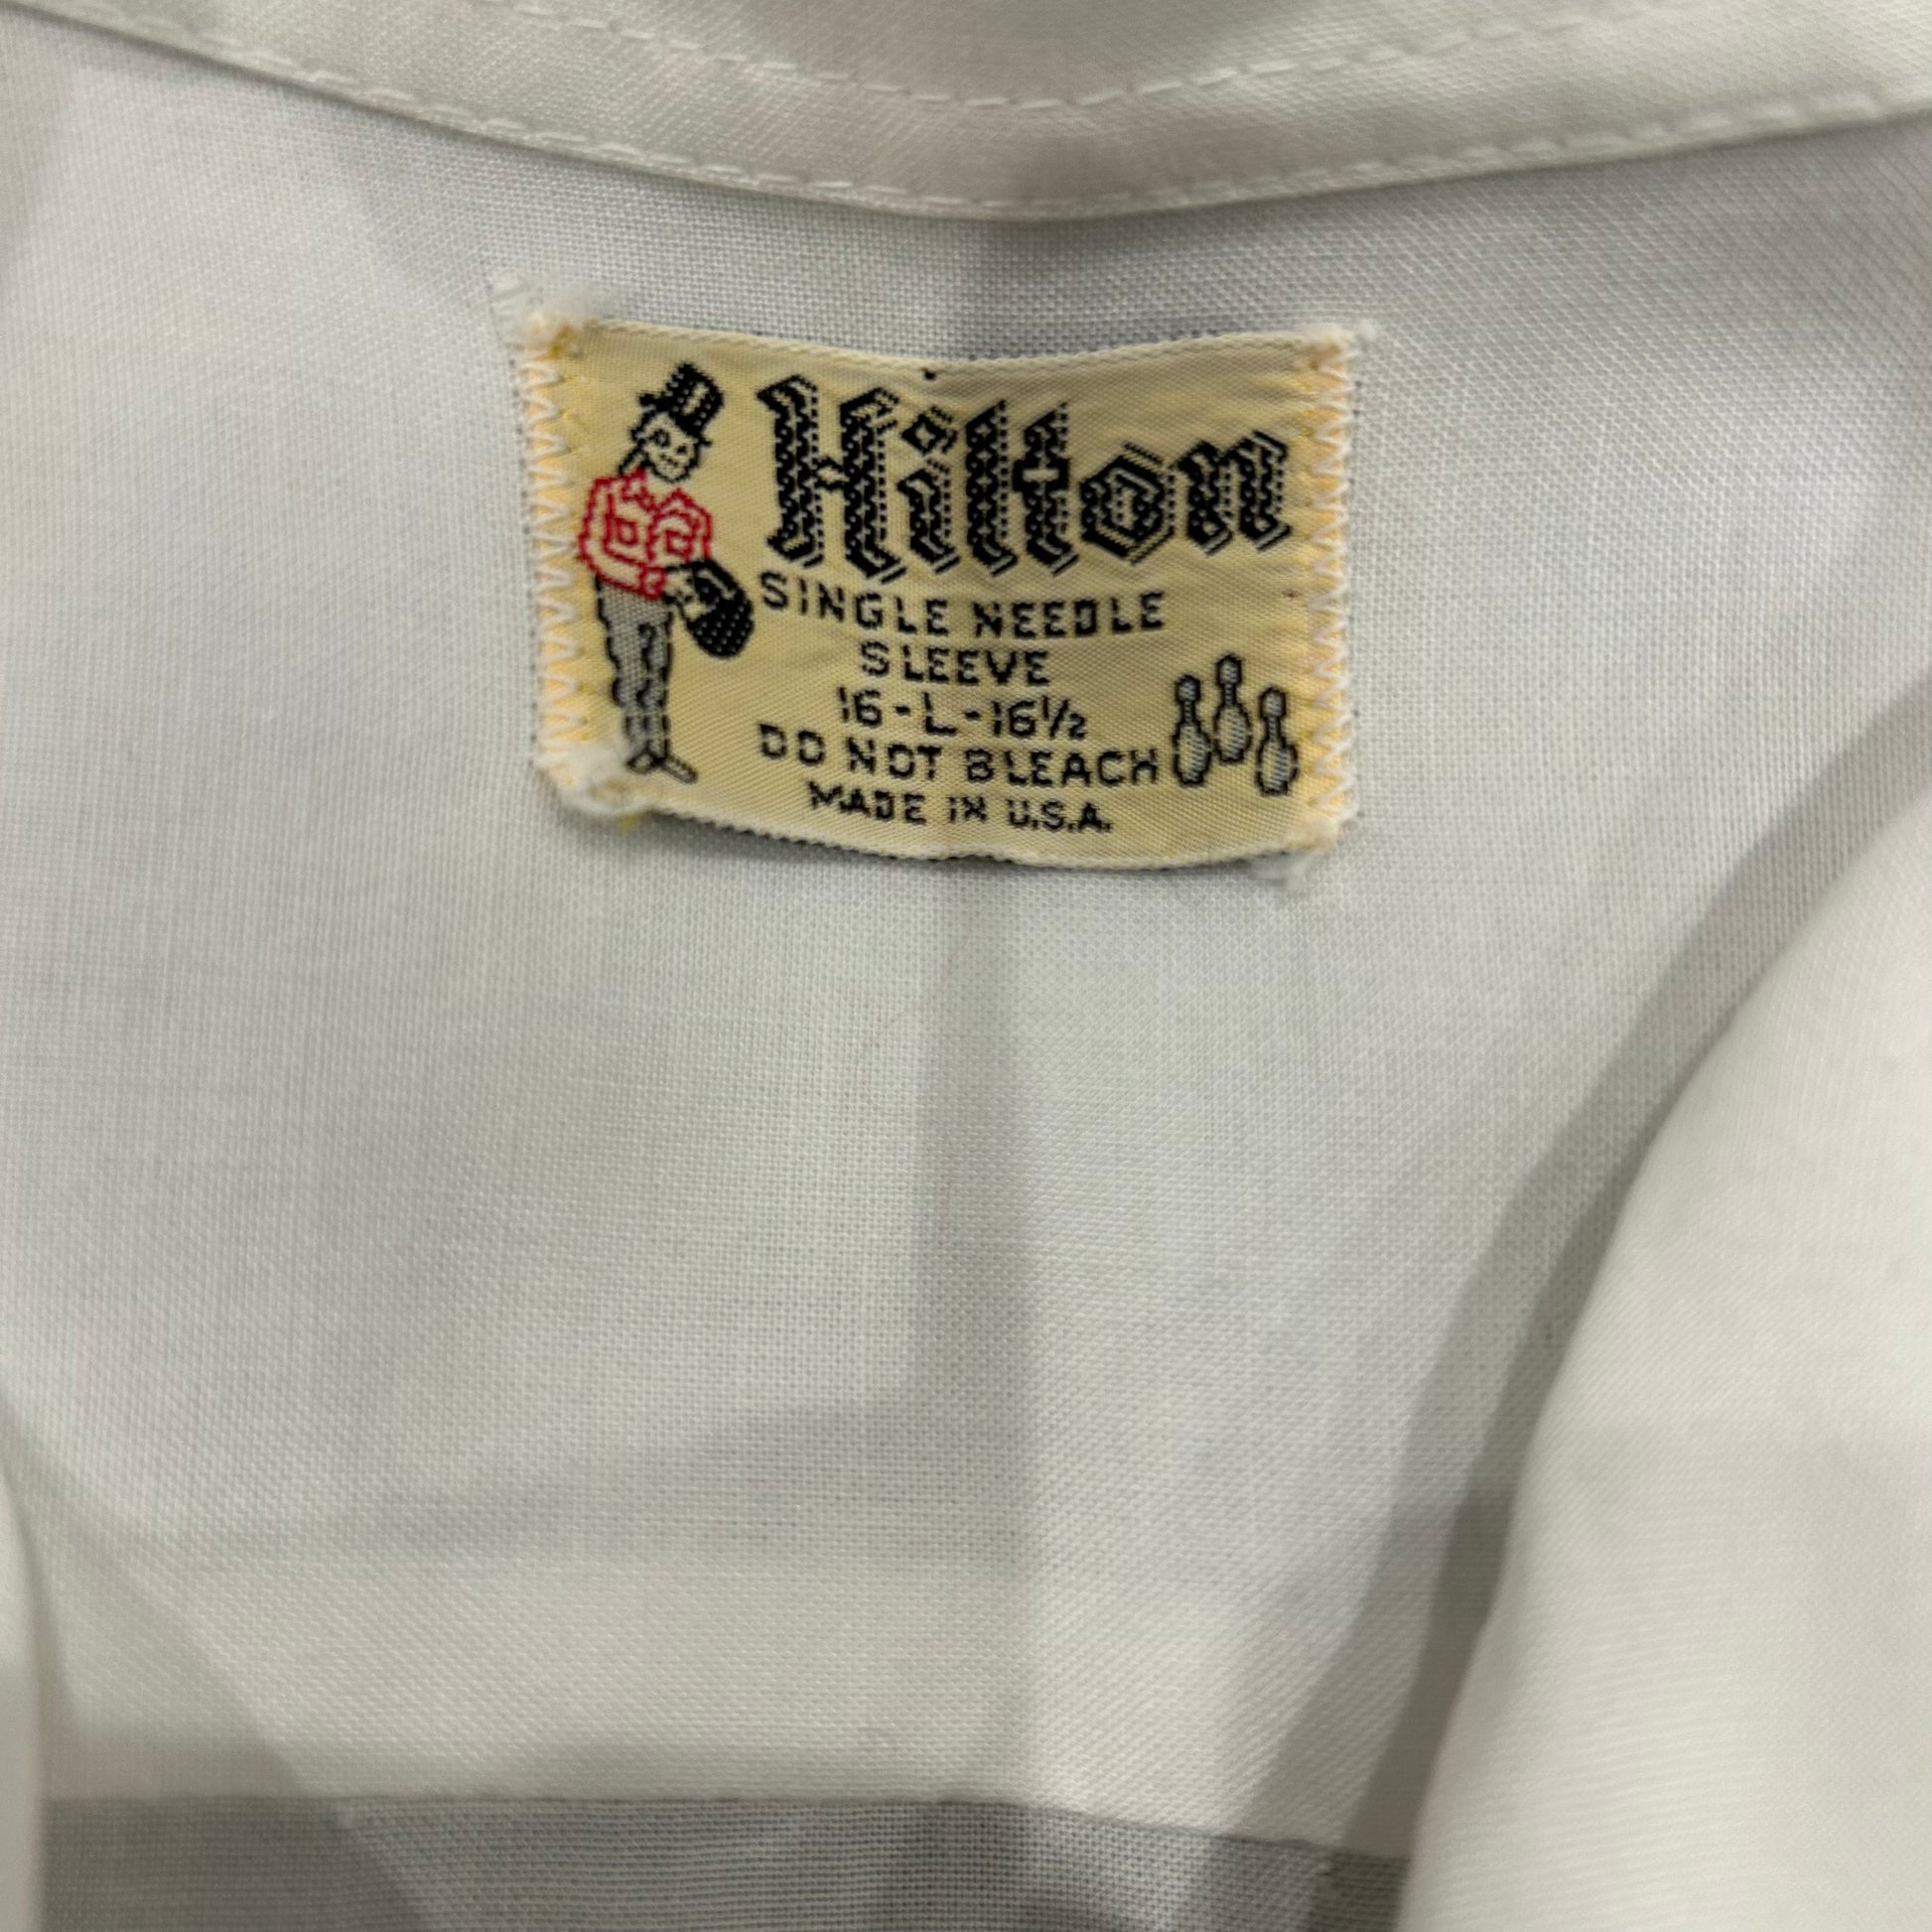 Hilton
SINGLE NEEDLE
SLEEVE
16-L-16½
DO NOT BLEACH
MADE IN U.S.A.